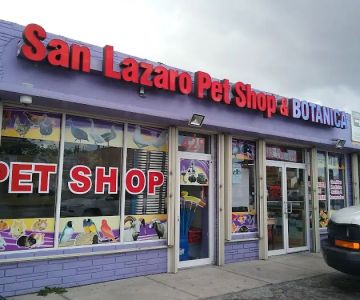 San Lazaro Pet Shop & BOTANICA
PET SHOP